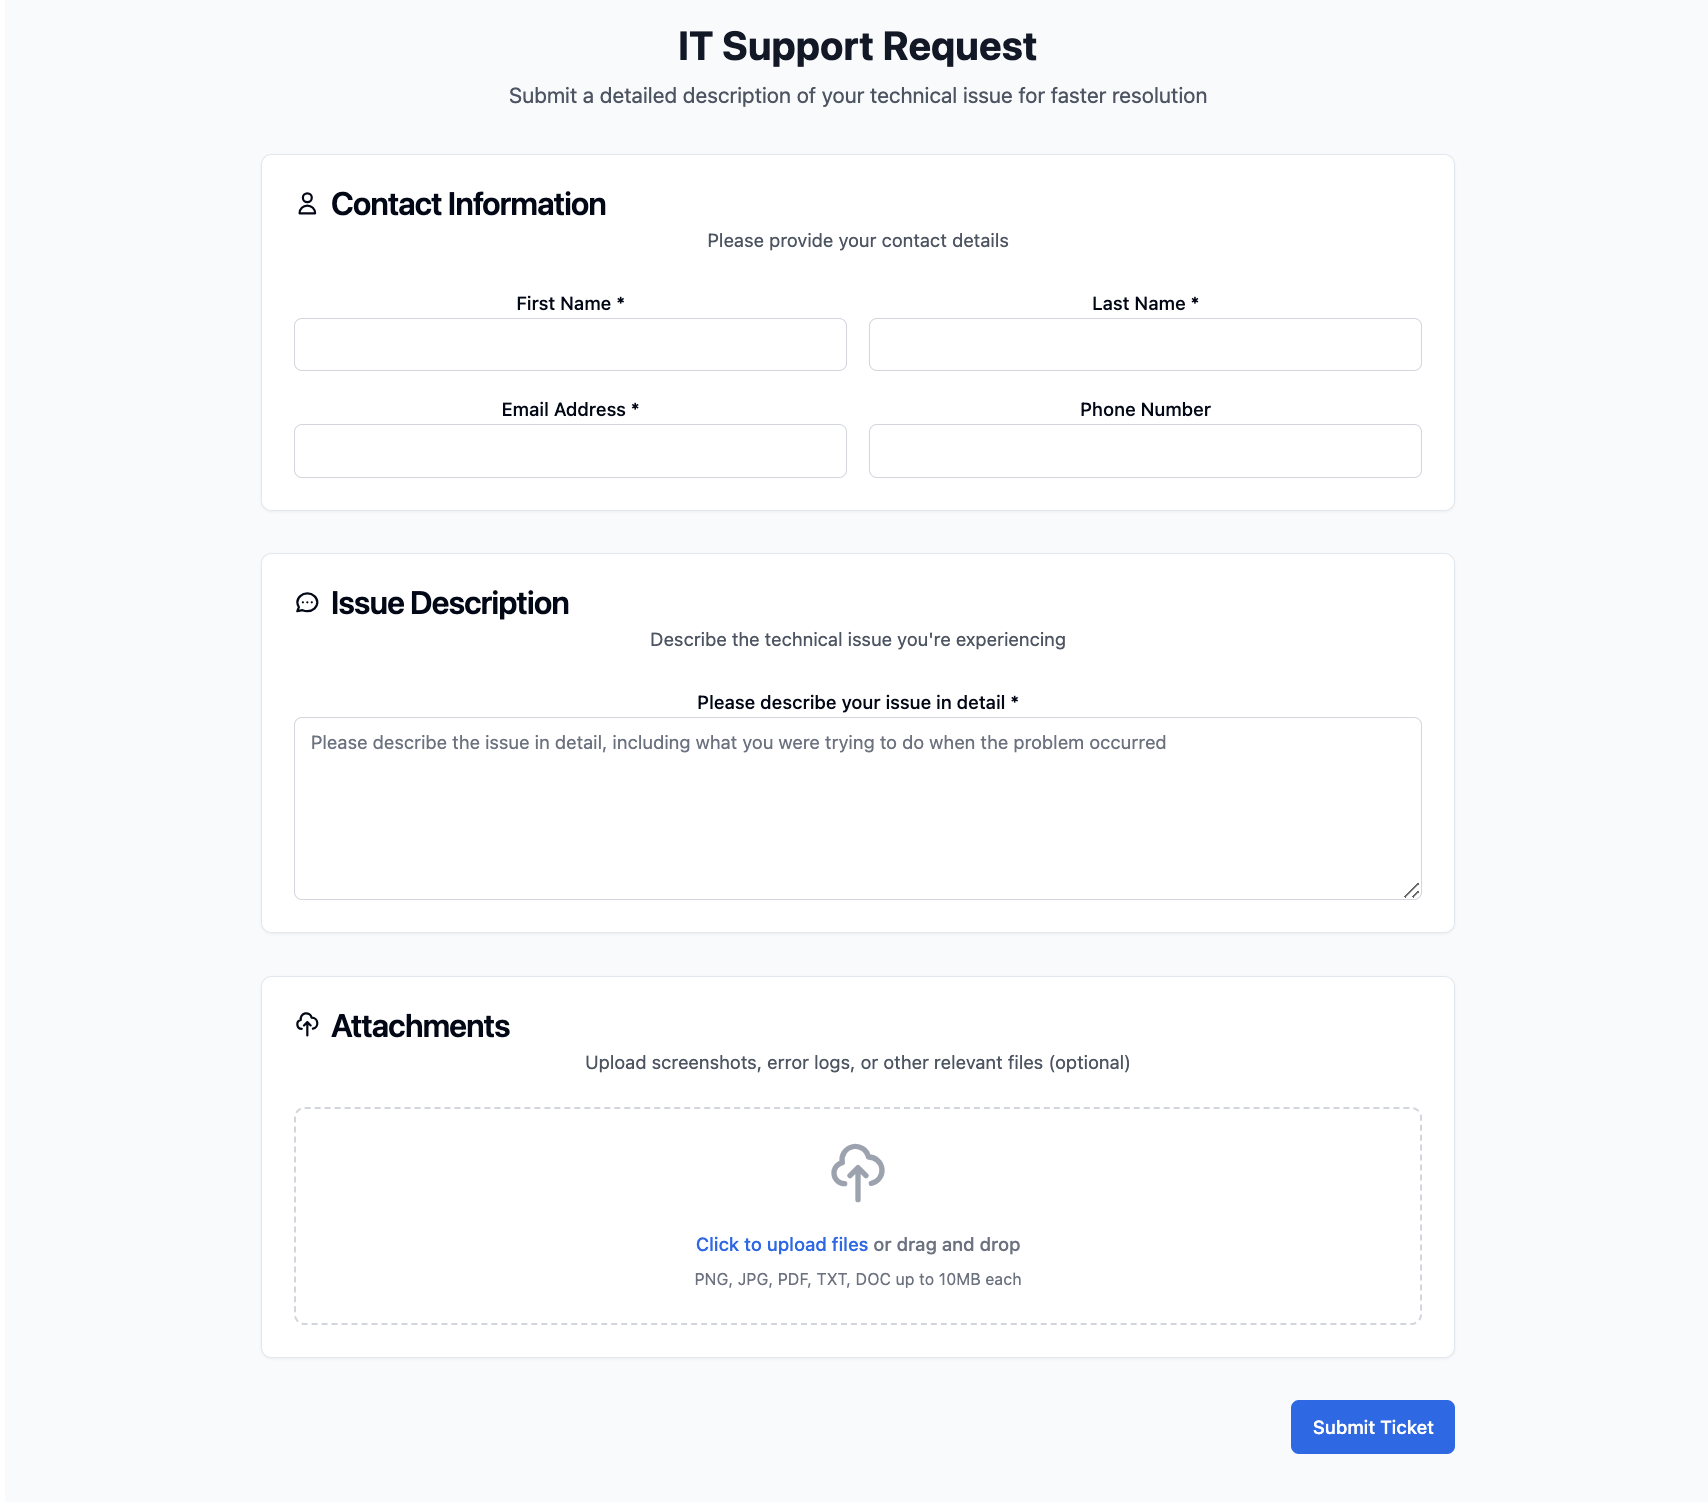 IT Support Request
Submit a detailed description of your technical issue for faster resolution
Contact Information
Please provide your contact details
First Name *
Last Name *
Email Address *
Phone Number
Issue Description
Describe the technical issue you're experiencing
Please describe your issue in detail *
Please describe the issue in detail, including what you were trying to do when the problem occurred
Attachments
Upload screenshots, error logs, or other relevant files (optional)
Click to upload files or drag and drop
PNG, JPG, PDF, TXT, DOC up to 10MB each
Submit Ticket